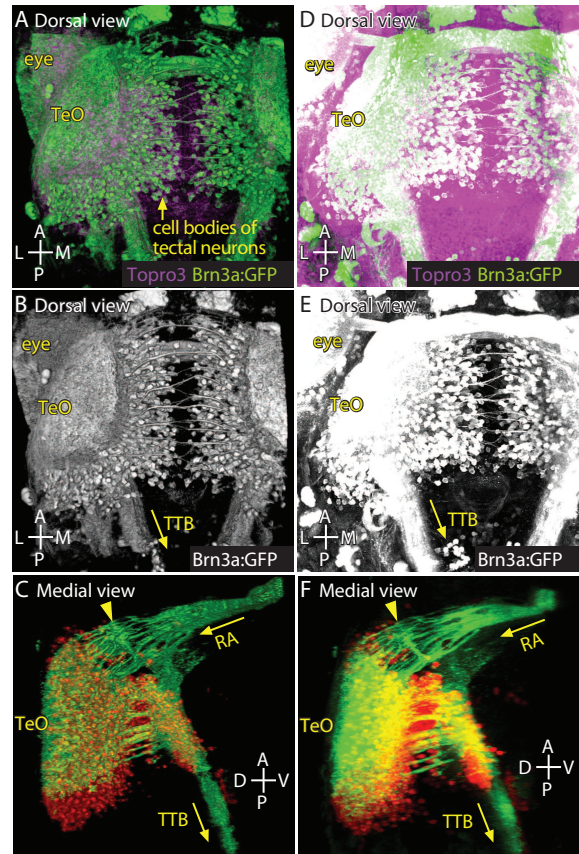 A Dorsal view
eye
TeO
cell bodies of
tectal neurons
A
L M
P
Topro3 Brn3a:GFP
D Dorsal view
eye
TeO
A
L M
P
Topro3 Brn3a:GFP
B Dorsal view
eye
TeO
TTB
A
L M
P
Brn3a:GFP
E Dorsal view
eye
TeO
TTB
A
L M
P
Brn3a:GFP
C Medial view
RA
TeO
A
D V
P
TTB
F Medial view
RA
TeO
A
D V
P
TTB